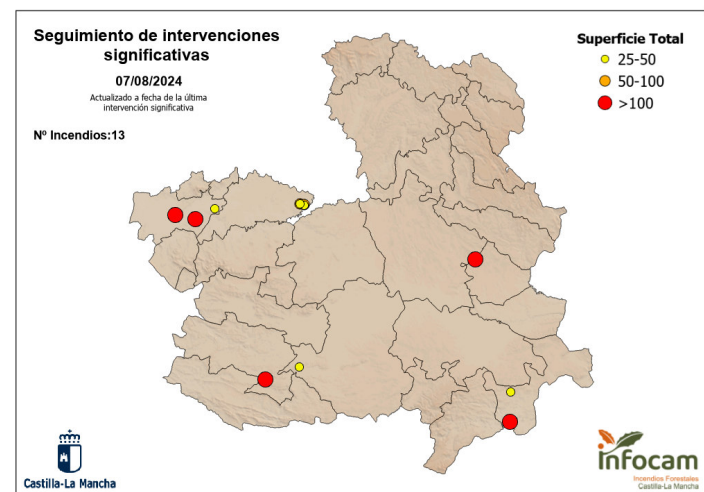 Seguimiento de intervenciones
significativas
07/08/2024
Actualizado a fecha de la última
intervención significativa
Nº Incendios:13
Superficie Total
25-50
50-100
>100
Castilla-La Mancha
infocam
Incendios Forestales
Castilla-La Mancha